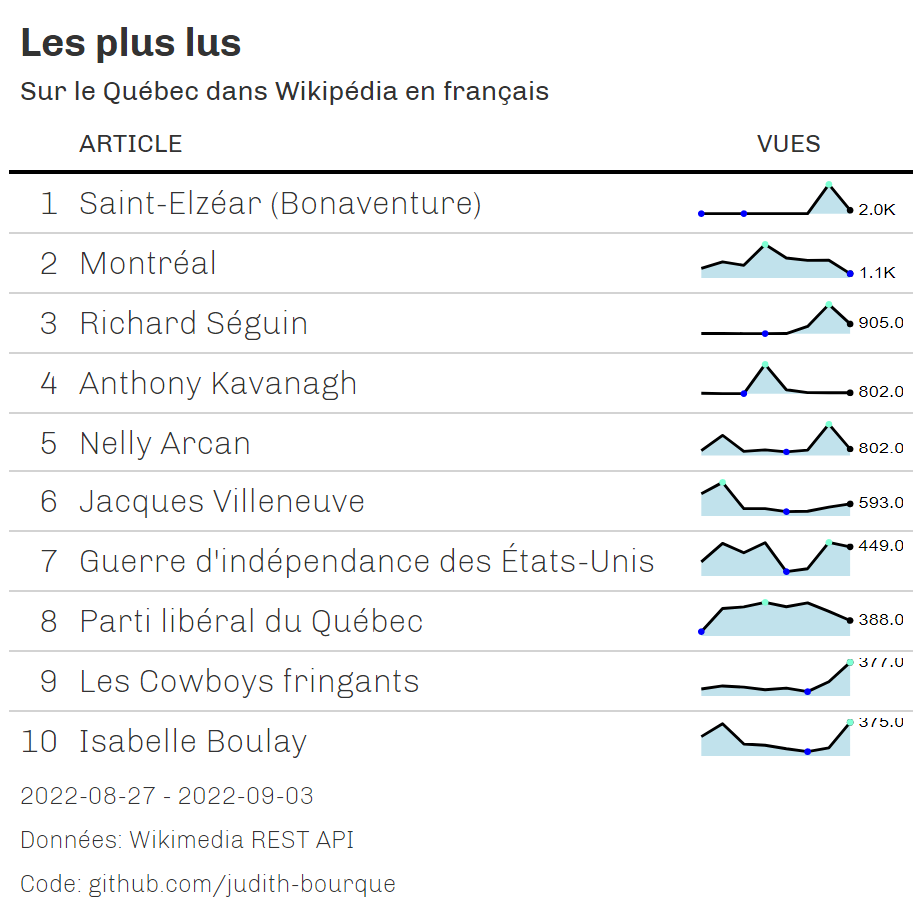 Les plus lus
Sur le Québec dans Wikipédia en français
ARTICLE VUES
1 Saint-Elzéar (Bonaventure) 2.0K
2 Montréal 1.1K
3 Richard Séguin 905.0
4 Anthony Kavanagh 802.0
5 Nelly Arcan 802.0
6 Jacques Villeneuve 593.0
7 Guerre d'indépendance des États-Unis 449.0
8 Parti libéral du Québec 388.0
9 Les Cowboys fringants 377.0
10 Isabelle Boulay 375.0
2022-08-27 - 2022-09-03
Données: Wikimedia REST API
Code: github.com/judith-bourque